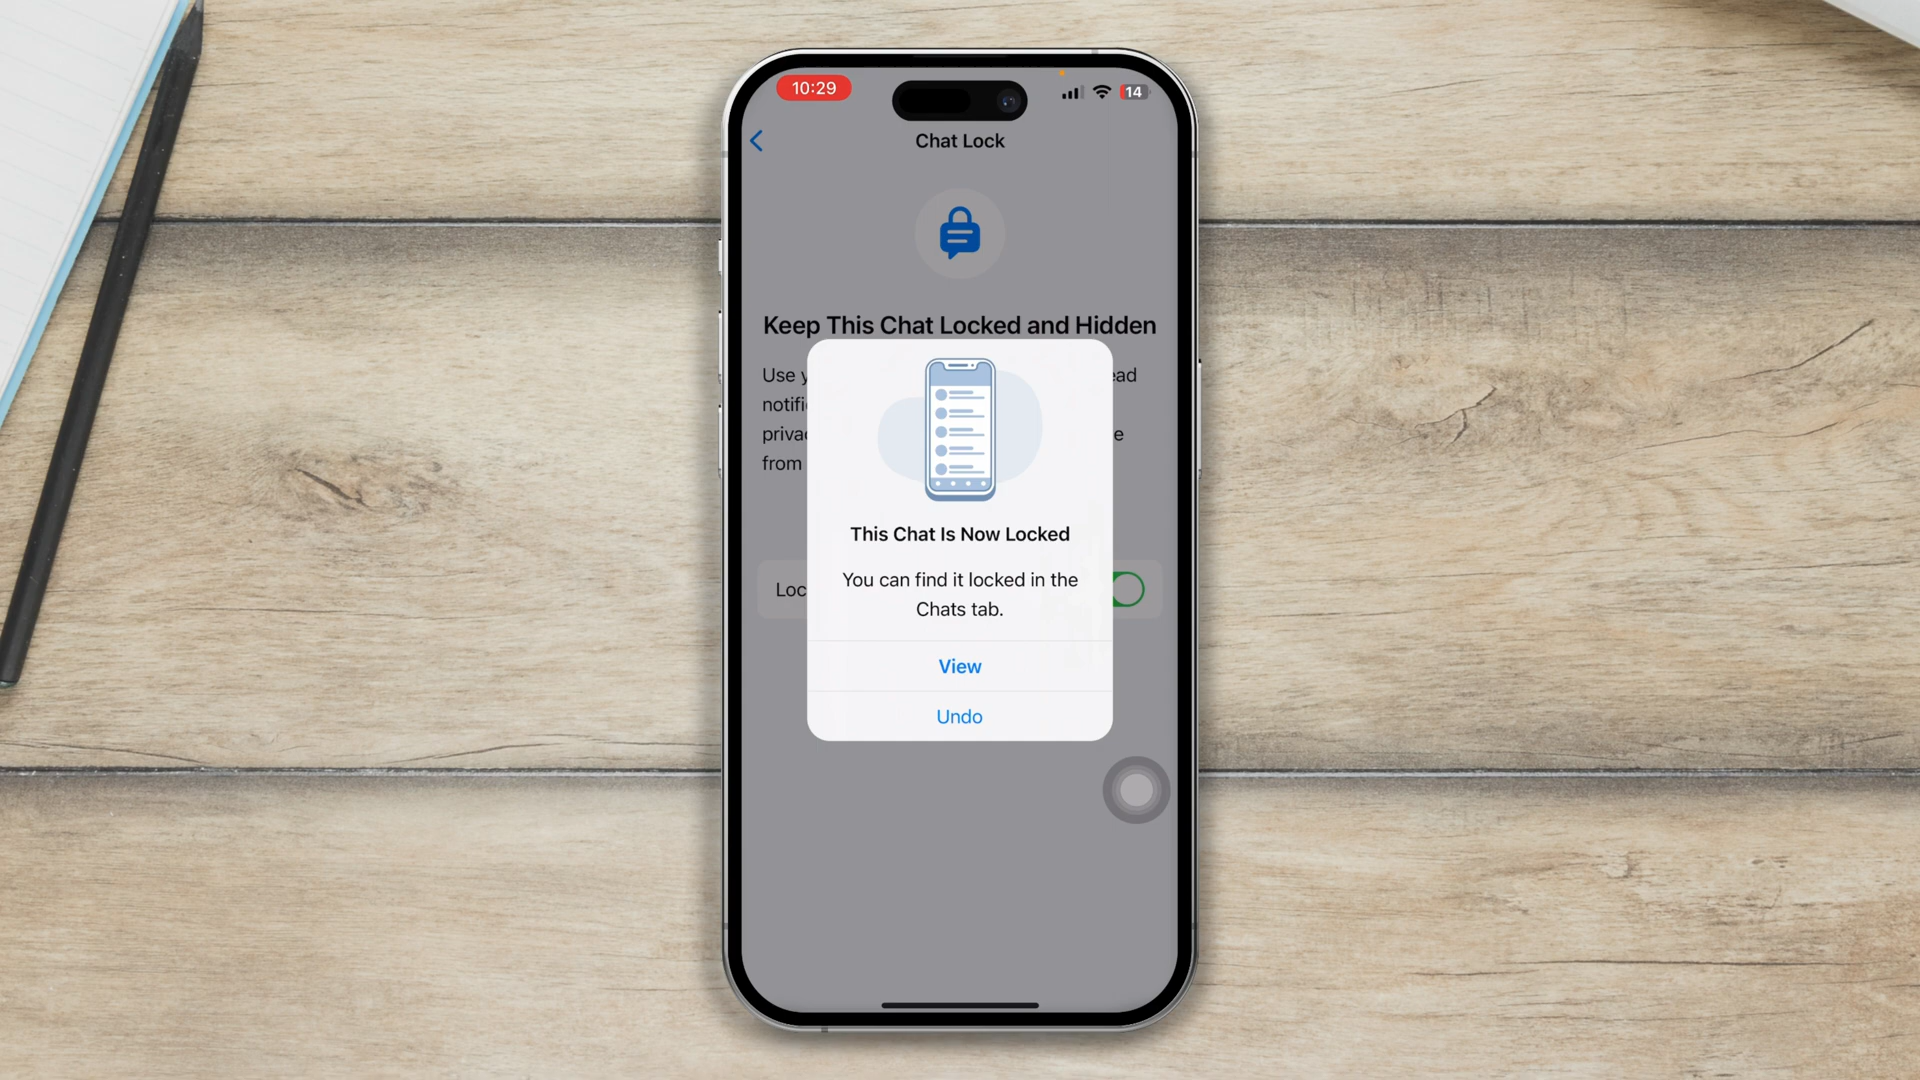 10:29
14
Chat Lock
Keep This Chat Locked and Hidden
Use
notifi
privac
from
ead
e
This Chat Is Now Locked
You can find it locked in the
Chats tab.
Loc
View
Undo